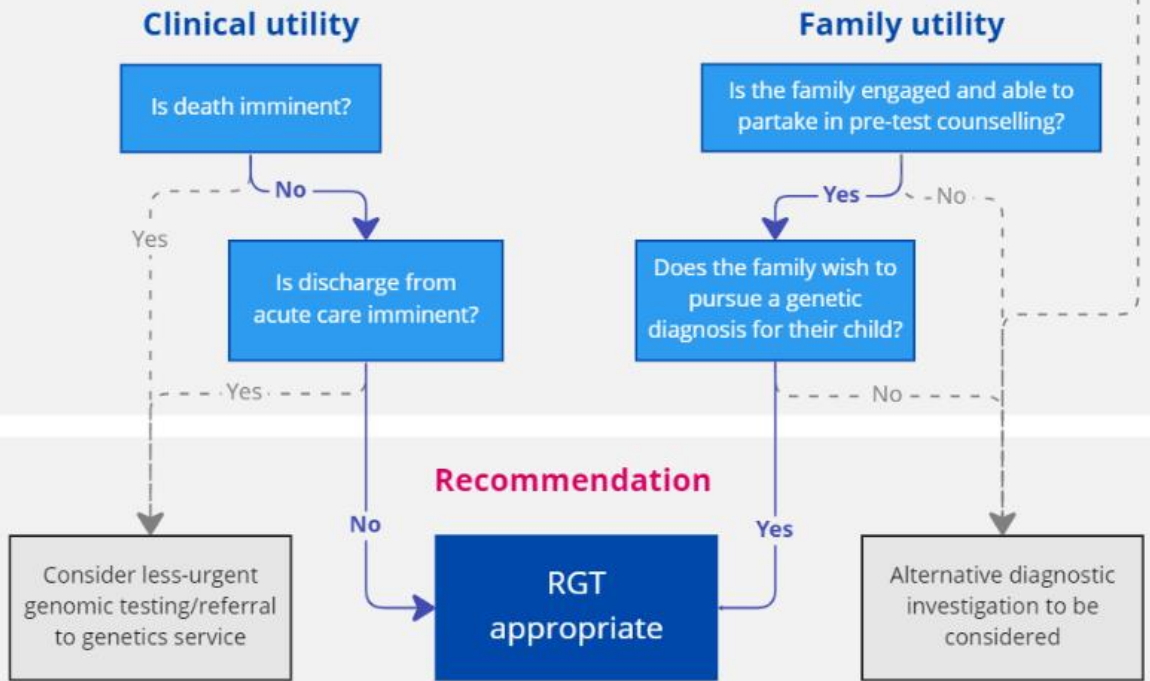 Clinical utility
Family utility
Is death imminent?
Is the family engaged and able to
partake in pre-test counselling?
No
Yes
No
Yes
Is discharge from
acute care imminent?
Does the family wish to
pursue a genetic
diagnosis for their child?
Yes
No
Recommendation
No
Yes
Consider less-urgent
genomic testing/referral
to genetics service
RGT
appropriate
Alternative diagnostic
investigation to be
considered